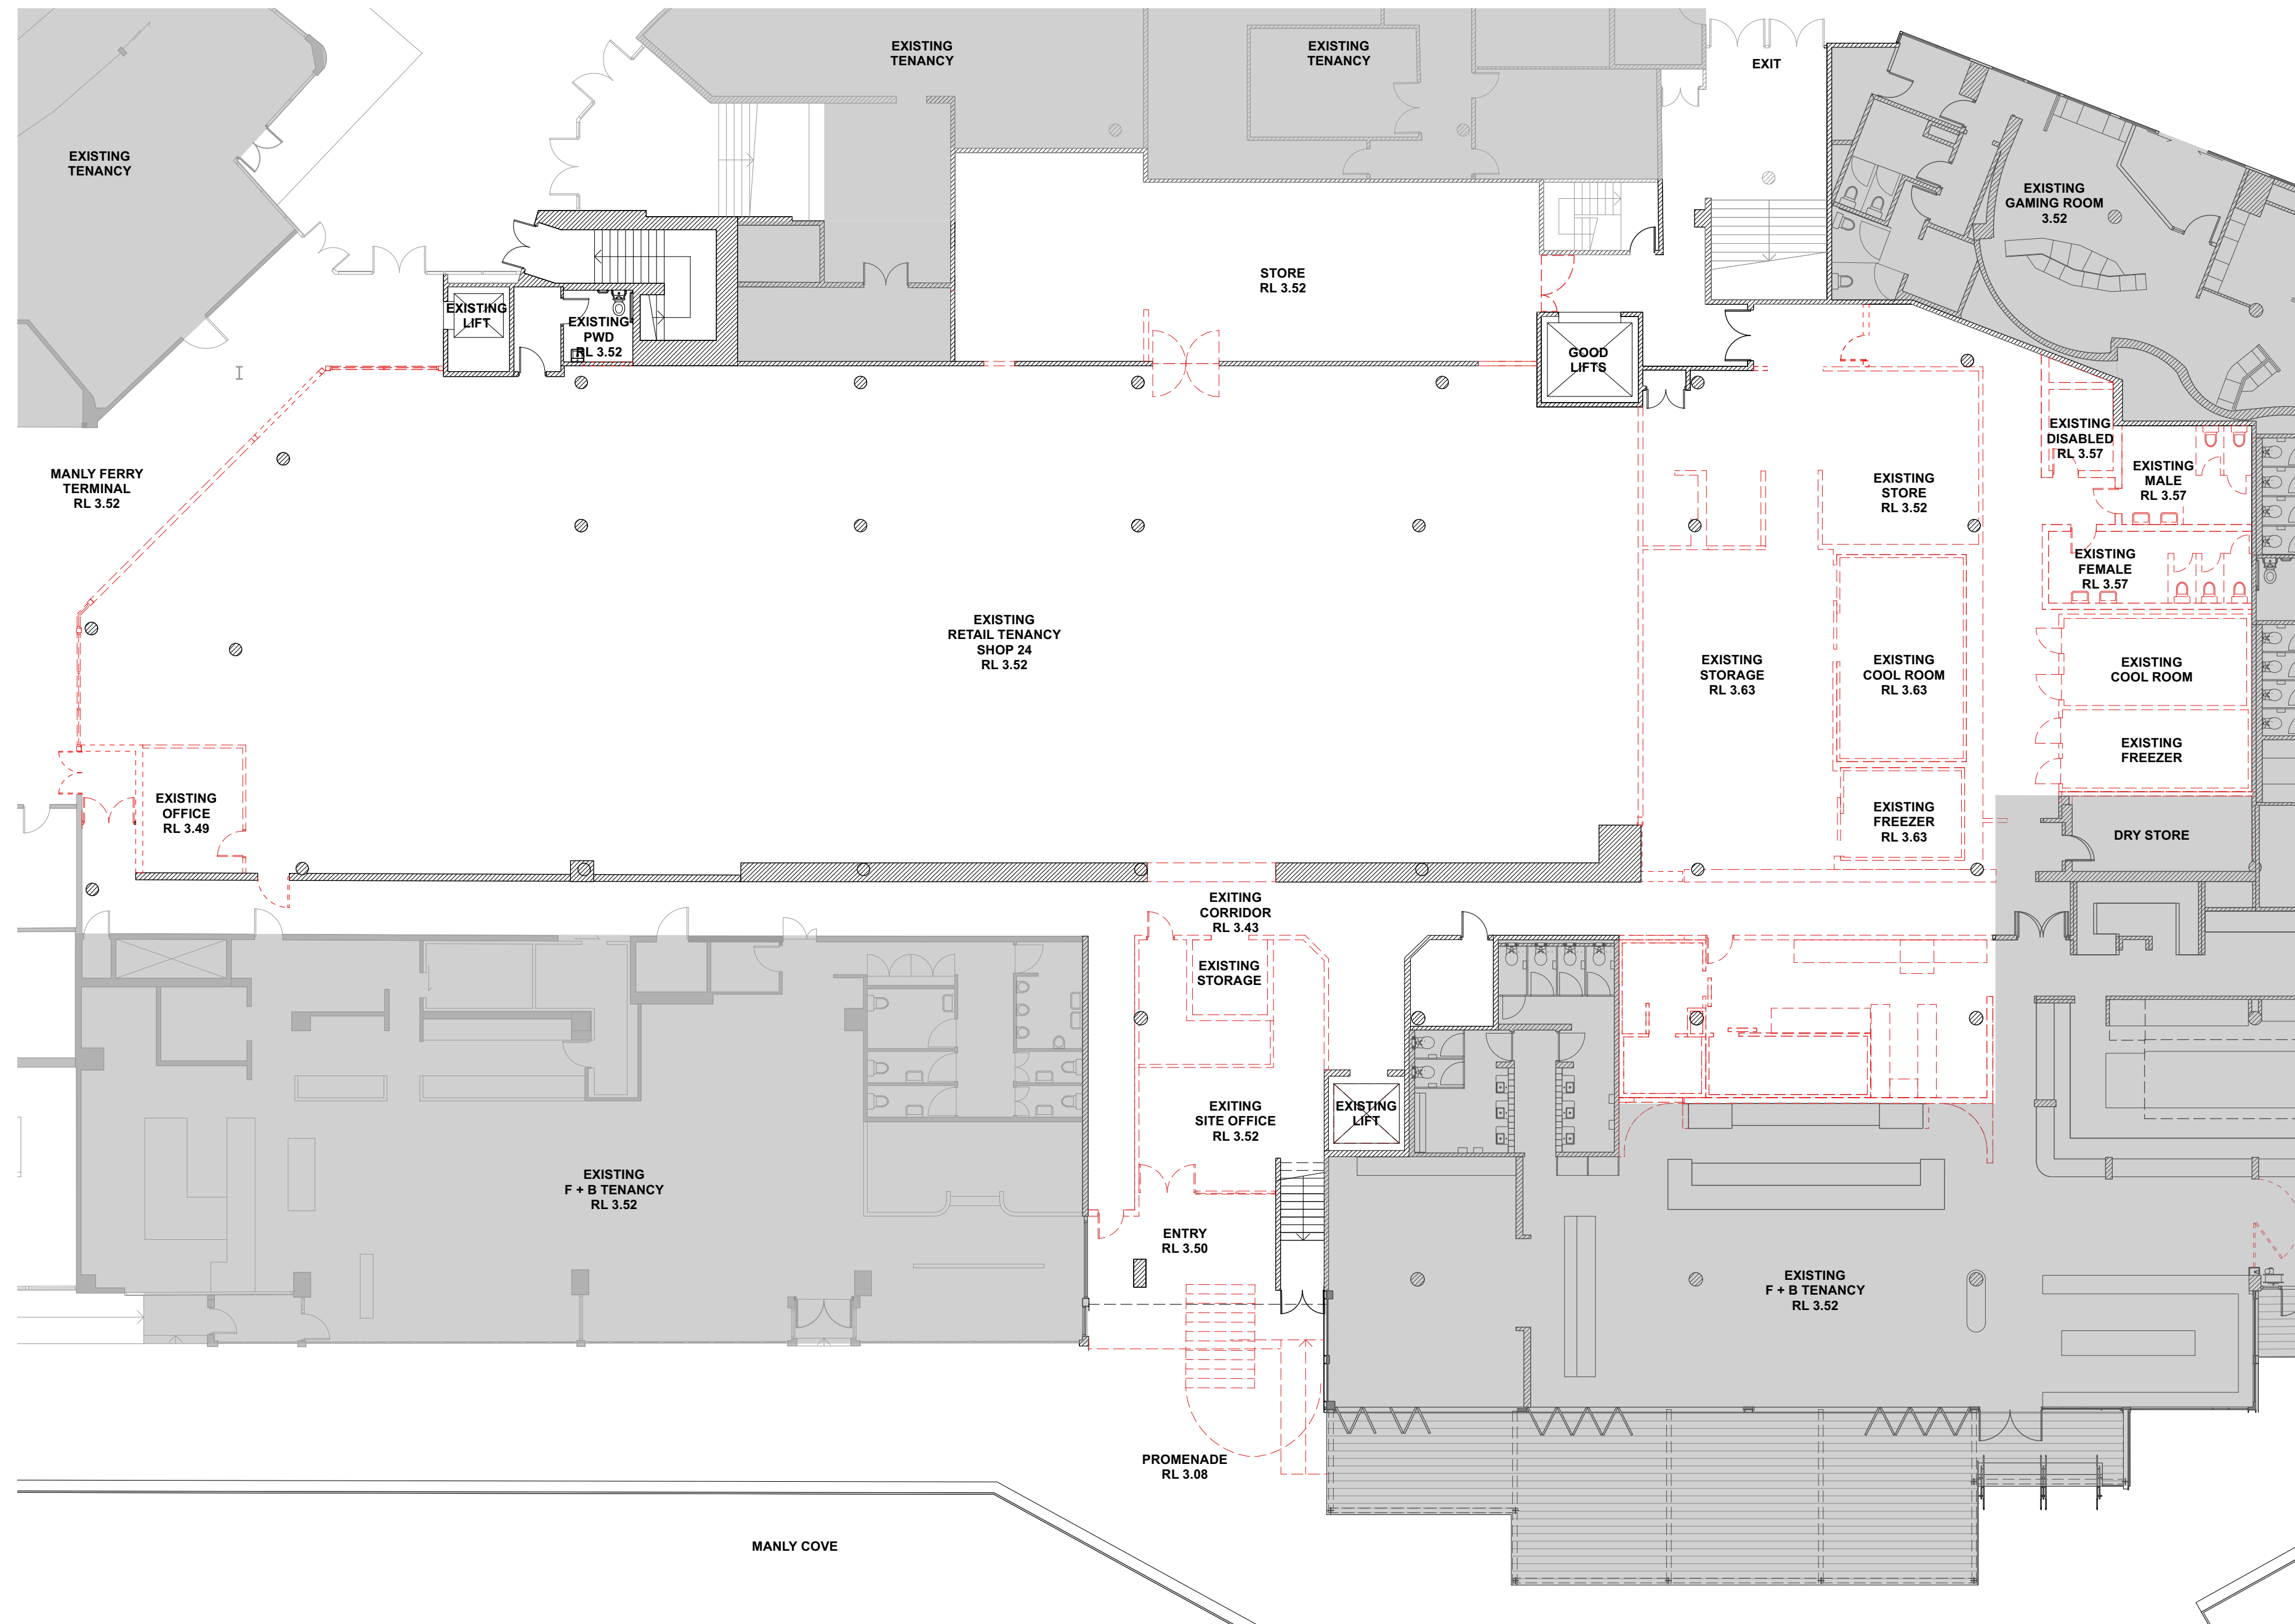 EXISTING
TENANCY
EXISTING
TENANCY
EXIT
EXISTING
TENANCY
EXISTING
GAMING ROOM
3.52
STORE
RL 3.52
EXISTING
LIFT
EXISTING
PWD
RL 3.52
GOOD
LIFTS
MANLY FERRY
TERMINAL
RL 3.52
EXISTING
DISABLED
RL 3.57
EXISTING
MALE
RL 3.57
EXISTING
STORE
RL 3.52
EXISTING
FEMALE
RL 3.57
EXISTING
RETAIL TENANCY
SHOP 24
RL 3.52
EXISTING
STORAGE
RL 3.63
EXISTING
COOL ROOM
RL 3.63
EXISTING
COOL ROOM
EXISTING
FREEZER
EXISTING
OFFICE
RL 3.49
EXISTING
FREEZER
RL 3.63
DRY STORE
EXITING
CORRIDOR
RL 3.43
EXISTING
STORAGE
EXITING
SITE OFFICE
RL 3.52
EXISTING
LIFT
EXISTING
F + B TENANCY
RL 3.52
ENTRY
RL 3.50
EXISTING
F + B TENANCY
RL 3.52
PROMENADE
RL 3.08
MANLY COVE